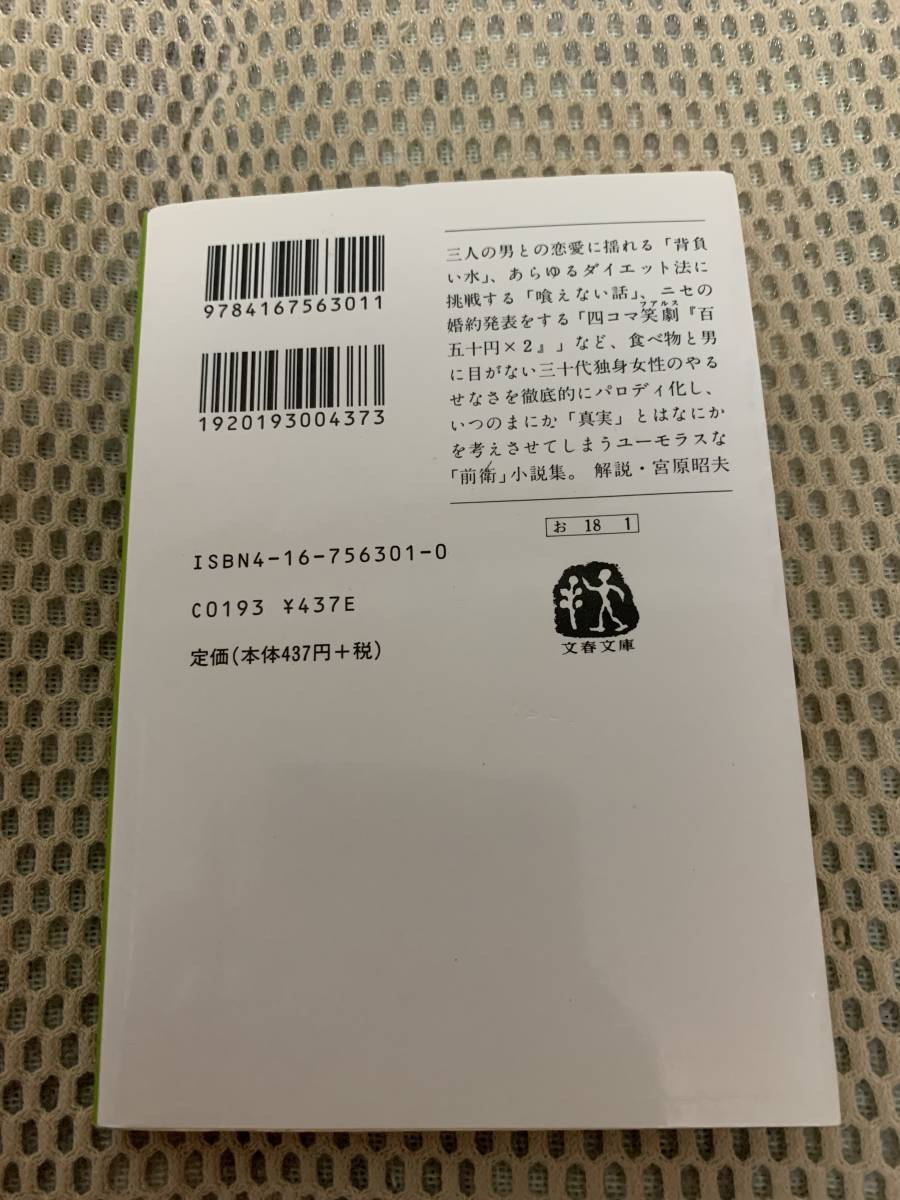 9784167563011
1920193004373
ISBN4-16-756301-0
C0193 ¥437E
定価(本体437円+税)
三人の男との恋愛に揺れる「背負
い水」、あらゆるダイエット法に
挑戦する「喰えない話」、ニセの
婚約発表をする「四コマ笑劇『百
ファルス
五十円×2』」など、食べ物と男
に目がない三十代独身女性のやる
せなさを徹底的にパロディ化し、
いつのまにか「真実」とはなにか
を考えさせてしまうユーモラスな
「前衛」小説集。 解説・宮原昭夫
お 18 1
文春文庫